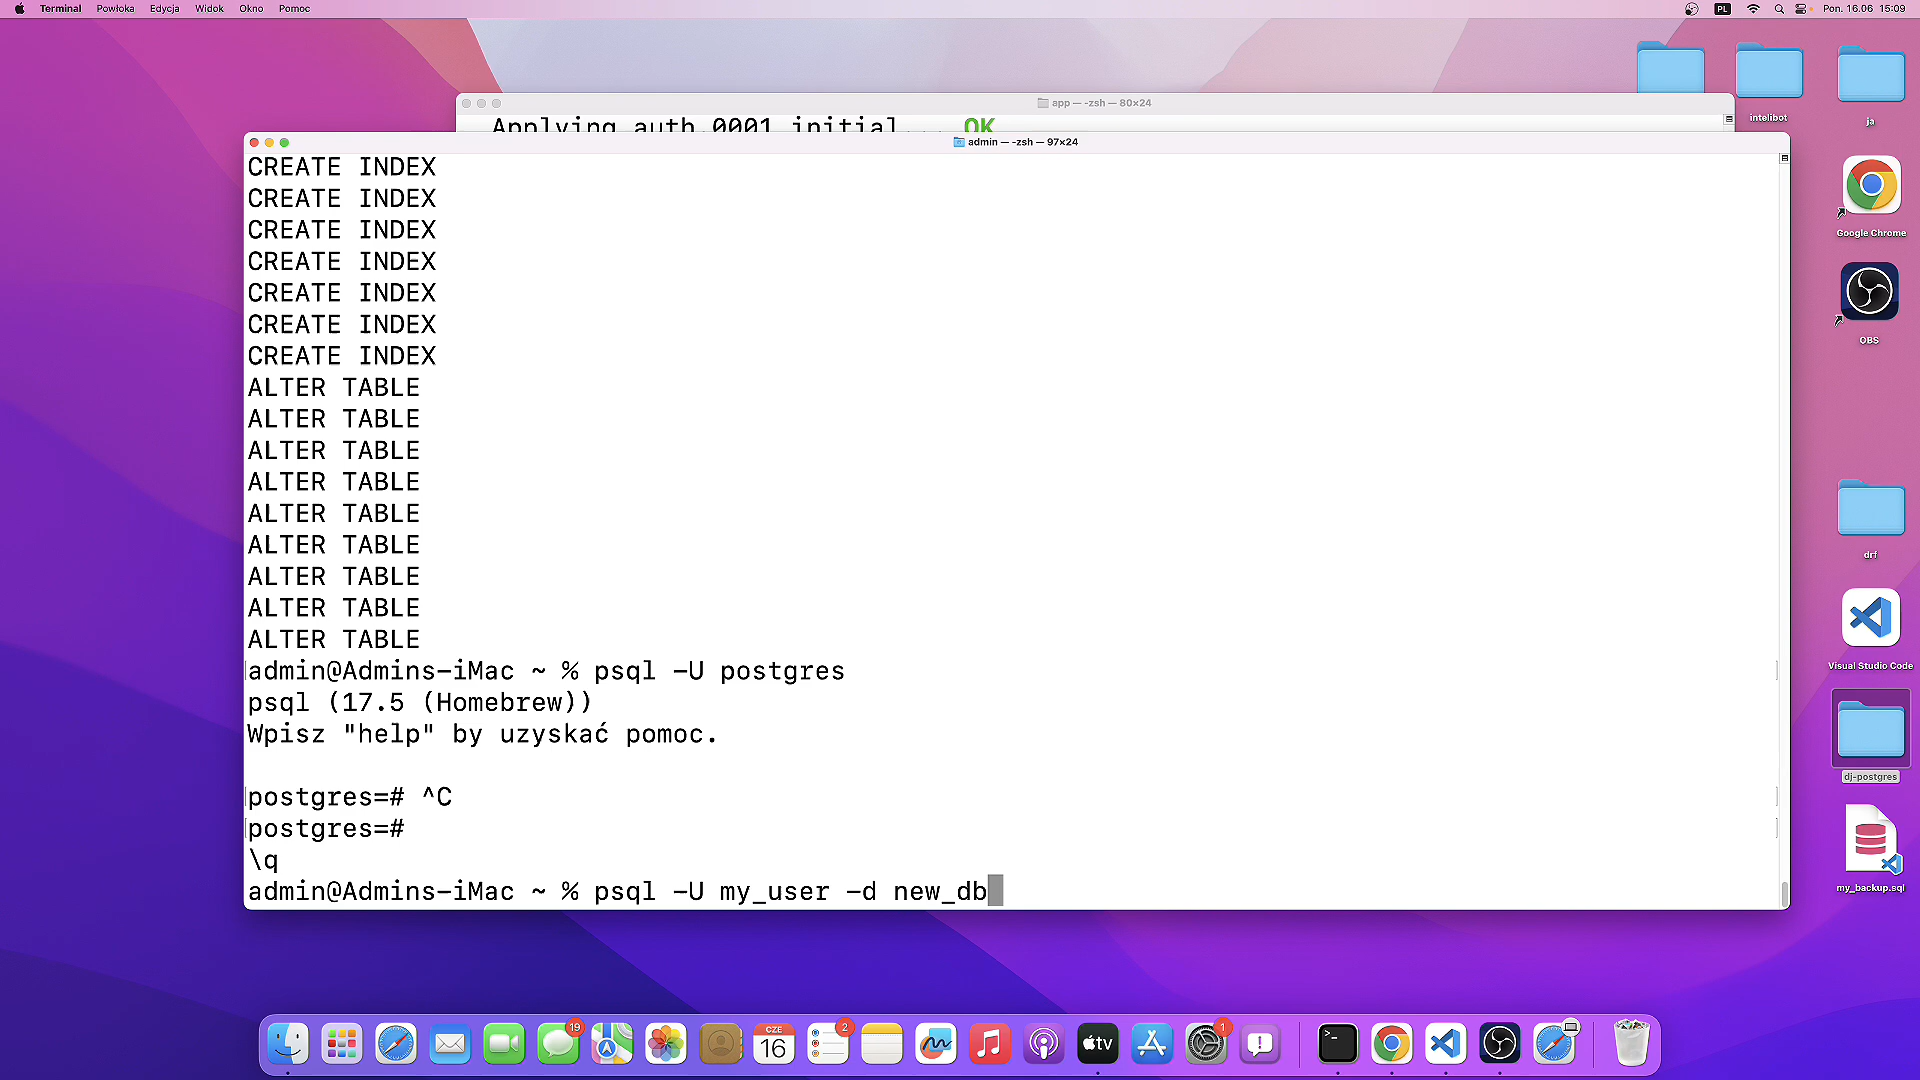 Terminal Powłoka Edycja Widok Okno Pomoc
PL Pon. 16.06 15:09
app — -zsh — 80×24
Applying auth.0001_initial... OK
admin — -zsh — 97×24
CREATE INDEX
CREATE INDEX
CREATE INDEX
CREATE INDEX
CREATE INDEX
CREATE INDEX
CREATE INDEX
ALTER TABLE
ALTER TABLE
ALTER TABLE
ALTER TABLE
ALTER TABLE
ALTER TABLE
ALTER TABLE
ALTER TABLE
ALTER TABLE
admin@Admins-iMac ~ % psql -U postgres
psql (17.5 (Homebrew))
Wpisz "help" by uzyskać pomoc.
postgres=# ^C
postgres=#
\q
admin@Admins-iMac ~ % psql -U my_user -d new_db
intelibot
ja
Google Chrome
OBS
drf
Visual Studio Code
dj-postgres
my_backup.sql
19
CZE
16
2
tv
1